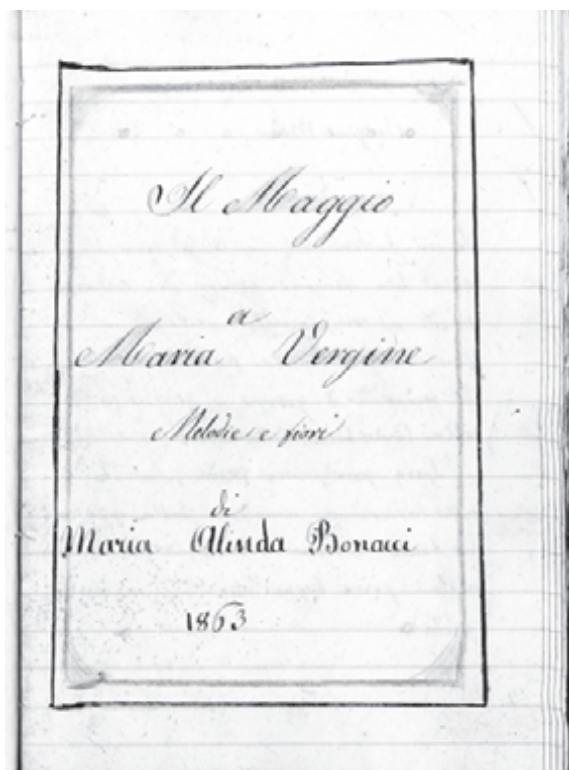 Il Maggio
a
Maria Vergine
Melodie e fiori
di
Maria Alinda Bonacci
1863